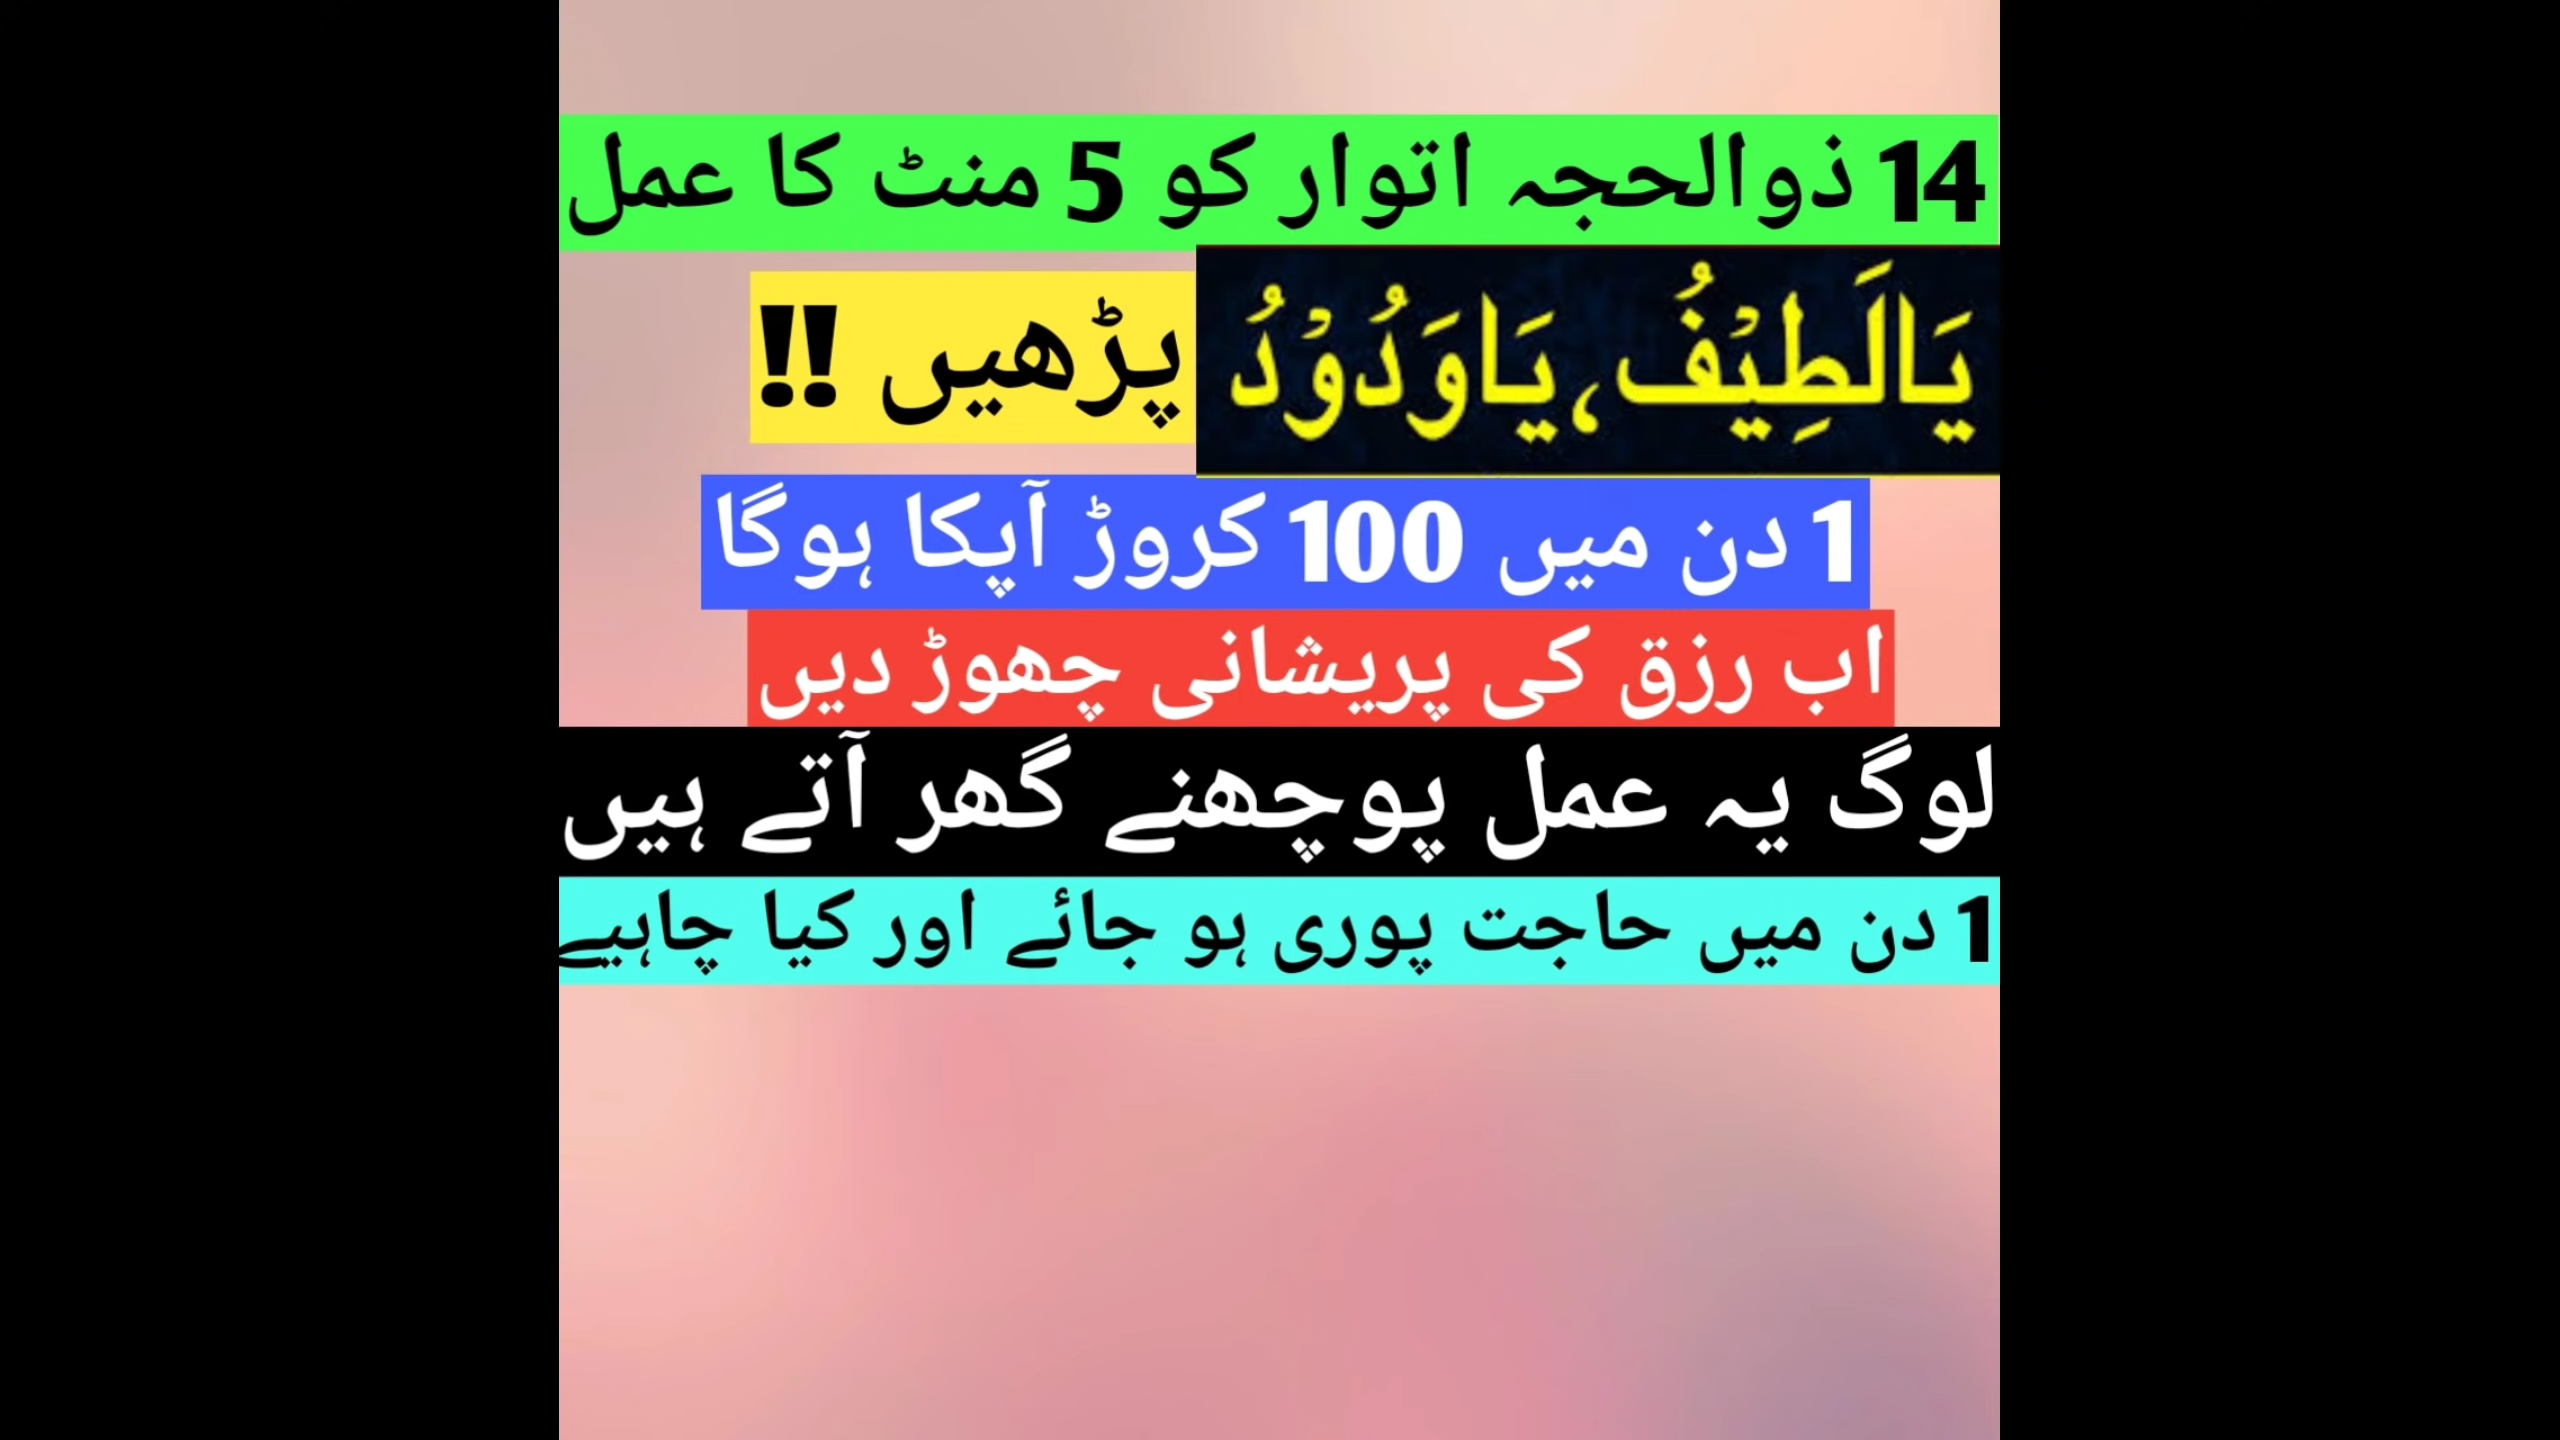 14 ذوالحجہ اتوار کو 5 منٹ کا عمل
یَالَطِیْفُ،یَاوَدُوْدُ پڑھیں !!
1 دن میں 100 کروڑ آپکا ہوگا
اب رزق کی پریشانی چھوڑ دیں
لوگ یہ عمل پوچھنے گھر آتے ہیں
1 دن میں حاجت پوری ہو جائے اور کیا چاہیے